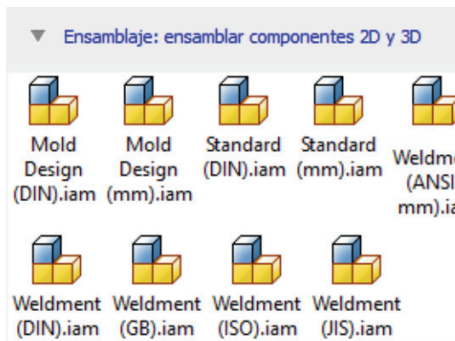 Ensamblaje: ensamblar componentes 2D y 3D
Mold Design (DIN).iam
Mold Design (mm).iam
Standard (DIN).iam
Standard (mm).iam
(ANSI
Weldment (DIN).iam
Weldment (GB).iam
Weldment (ISO).iam
Weldment (JIS).iam